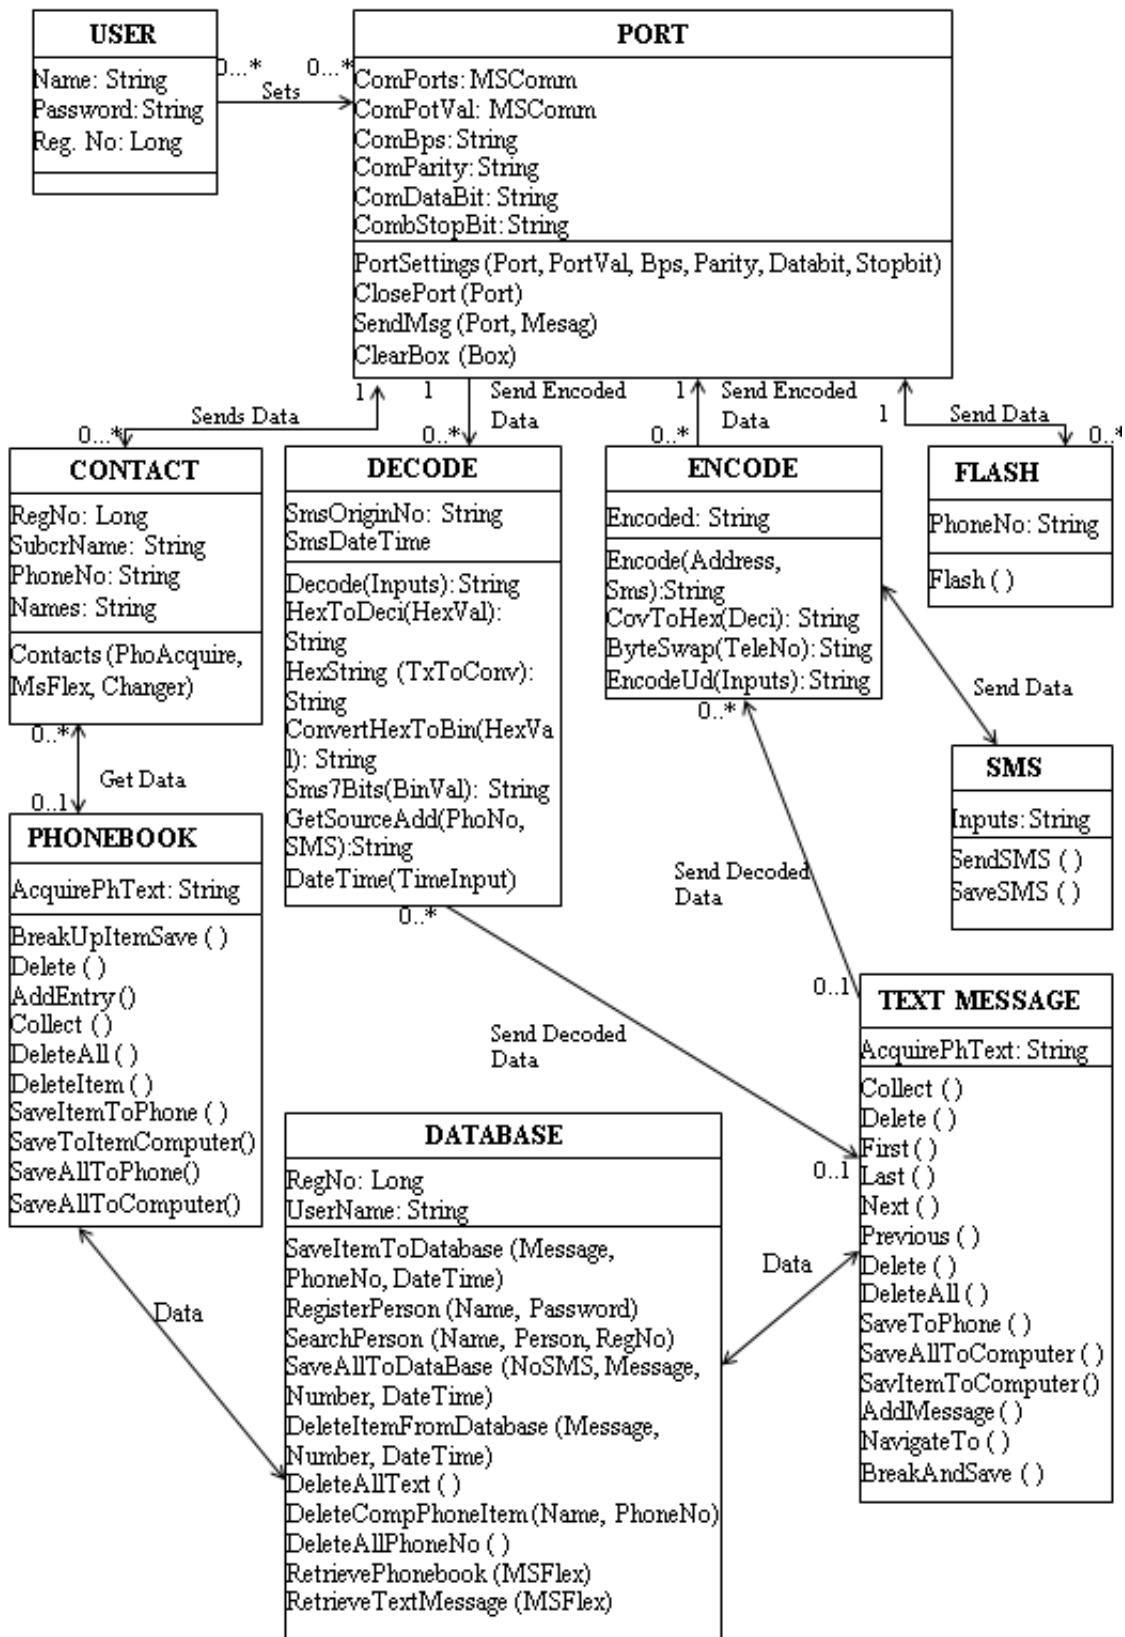 USER
Name: String
Password: String
Reg. No: Long
0...*
0...*
Sets
PORT
ComPorts: MSComm
ComPotVal: MSComm
ComBps: String
ComParity: String
ComDataBit: String
CombStopBit: String
PortSettings (Port, PortVal, Bps, Parity, Databit, Stopbit)
ClosePort (Port)
SendMsg (Port, Mesag)
ClearBox (Box)
1
Sends Data
0...*
1
Send Encoded
Data
0..*
1
Send Encoded
Data
0..*
1
Send Data
0..*
CONTACT
RegNo: Long
SubcrName: String
PhoneNo: String
Names: String
Contacts (PhoAcquire,
MsFlex, Changer)
DECODE
SmsOriginNo: String
SmsDateTime
Decode(Inputs): String
HexToDeci(HexVal):
String
HexString (TxToConv):
String
ConvertHexToBin(HexVa
l): String
Sms7Bits(BinVal): String
GetSourceAdd(PhoNo,
SMS):String
DateTime(TimeInput)
ENCODE
Encoded: String
Encode(Address,
Sms):String
CovToHex(Deci): String
ByteSwap(TeleNo): Sting
EncodeUd(Inputs): String
FLASH
PhoneNo: String
Flash ( )
0..*
Get Data
0..1
0..*
Send Data
SMS
Inputs: String
SendSMS ( )
SaveSMS ( )
PHONEBOOK
AcquirePhText: String
BreakUpItemSave ( )
Delete ( )
AddEntry ()
Collect ( )
DeleteAll ( )
DeleteItem ( )
SaveItemToPhone ( )
SaveToItemComputer()
SaveAllToPhone()
SaveAllToComputer()
0..*
Send Decoded
Data
0..1
Send Decoded
Data
0..1
TEXT MESSAGE
AcquirePhText: String
Collect ( )
Delete ( )
First ( )
Last ( )
Next ( )
Previous ( )
Delete ( )
DeleteAll ( )
SaveToPhone ( )
SaveAllToComputer ( )
SavItemToComputer ()
AddMessage ( )
NavigateTo ( )
BreakAndSave ( )
Data
Data
DATABASE
RegNo: Long
UserName: String
SaveItemToDatabase (Message,
PhoneNo, DateTime)
RegisterPerson (Name, Password)
SearchPerson (Name, Person, RegNo)
SaveAllToDataBase (NoSMS, Message,
Number, DateTime)
DeleteItemFromDatabase (Message,
Number, DateTime)
DeleteAllText ( )
DeleteCompPhoneItem (Name, PhoneNo)
DeleteAllPhoneNo ( )
RetrievePhonebook (MSFlex)
RetrieveTextMessage (MSFlex)